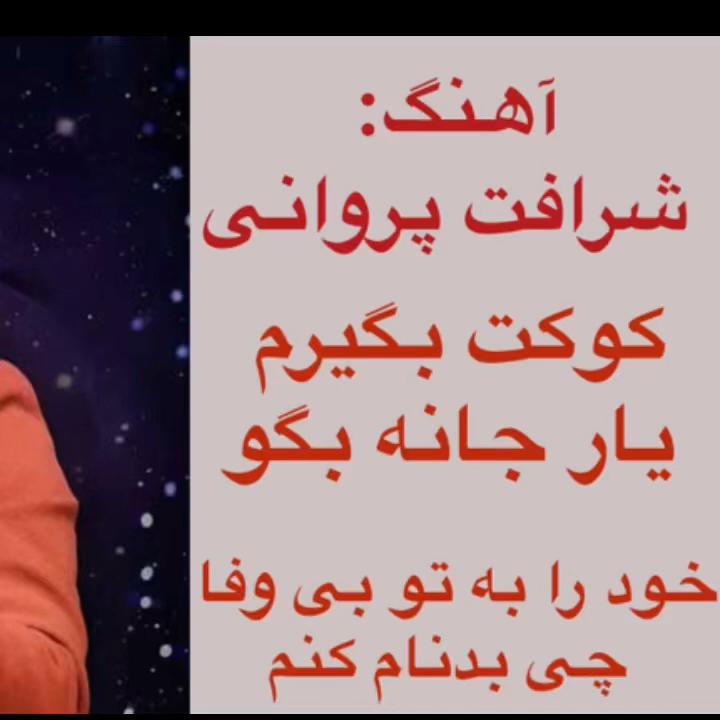 آهنگ:
شرافت پروانی
کوکت بگیرم
یار جانه بگو
خود را به تو بی وفا
چی بدنام کنم